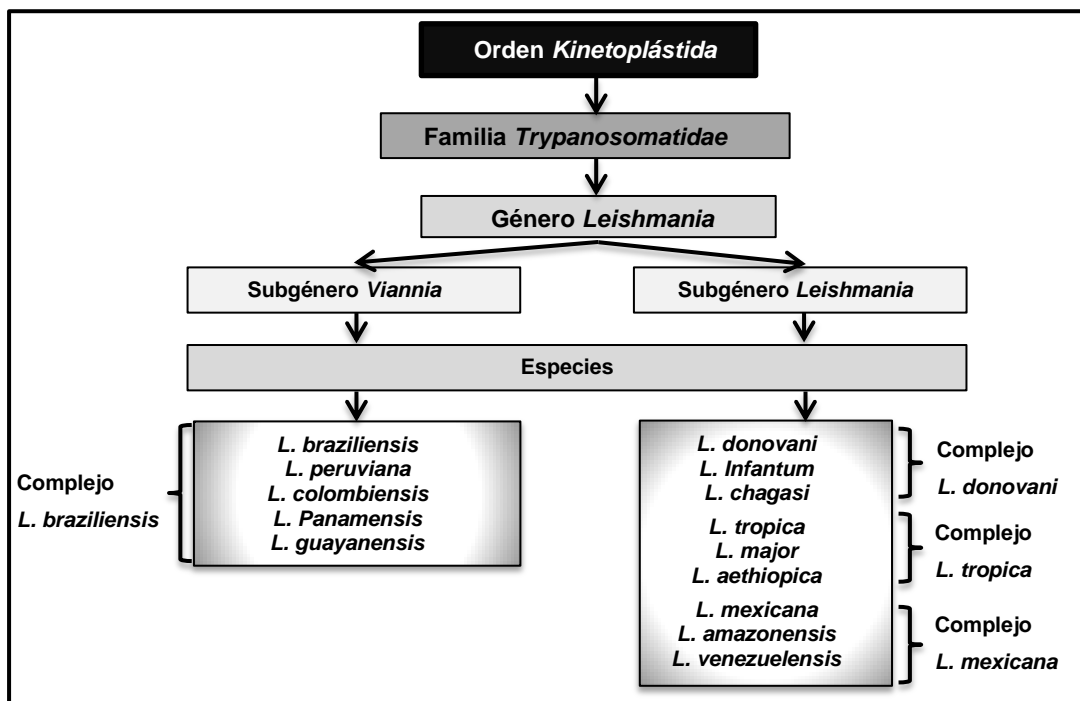 Orden Kinetoplástida
Familia Trypanosomatidae
Género Leishmania
Subgénero Viannia
Subgénero Leishmania
Especies
Complejo
L. braziliensis
L. braziliensis
L. peruviana
L. colombiensis
L. Panamensis
L. guayanensis
L. donovani
L. Infantum
L. chagasi
Complejo
L. donovani
L. tropica
L. major
L. aethiopica
Complejo
L. tropica
L. mexicana
L. amazonensis
L. venezuelensis
Complejo
L. mexicana